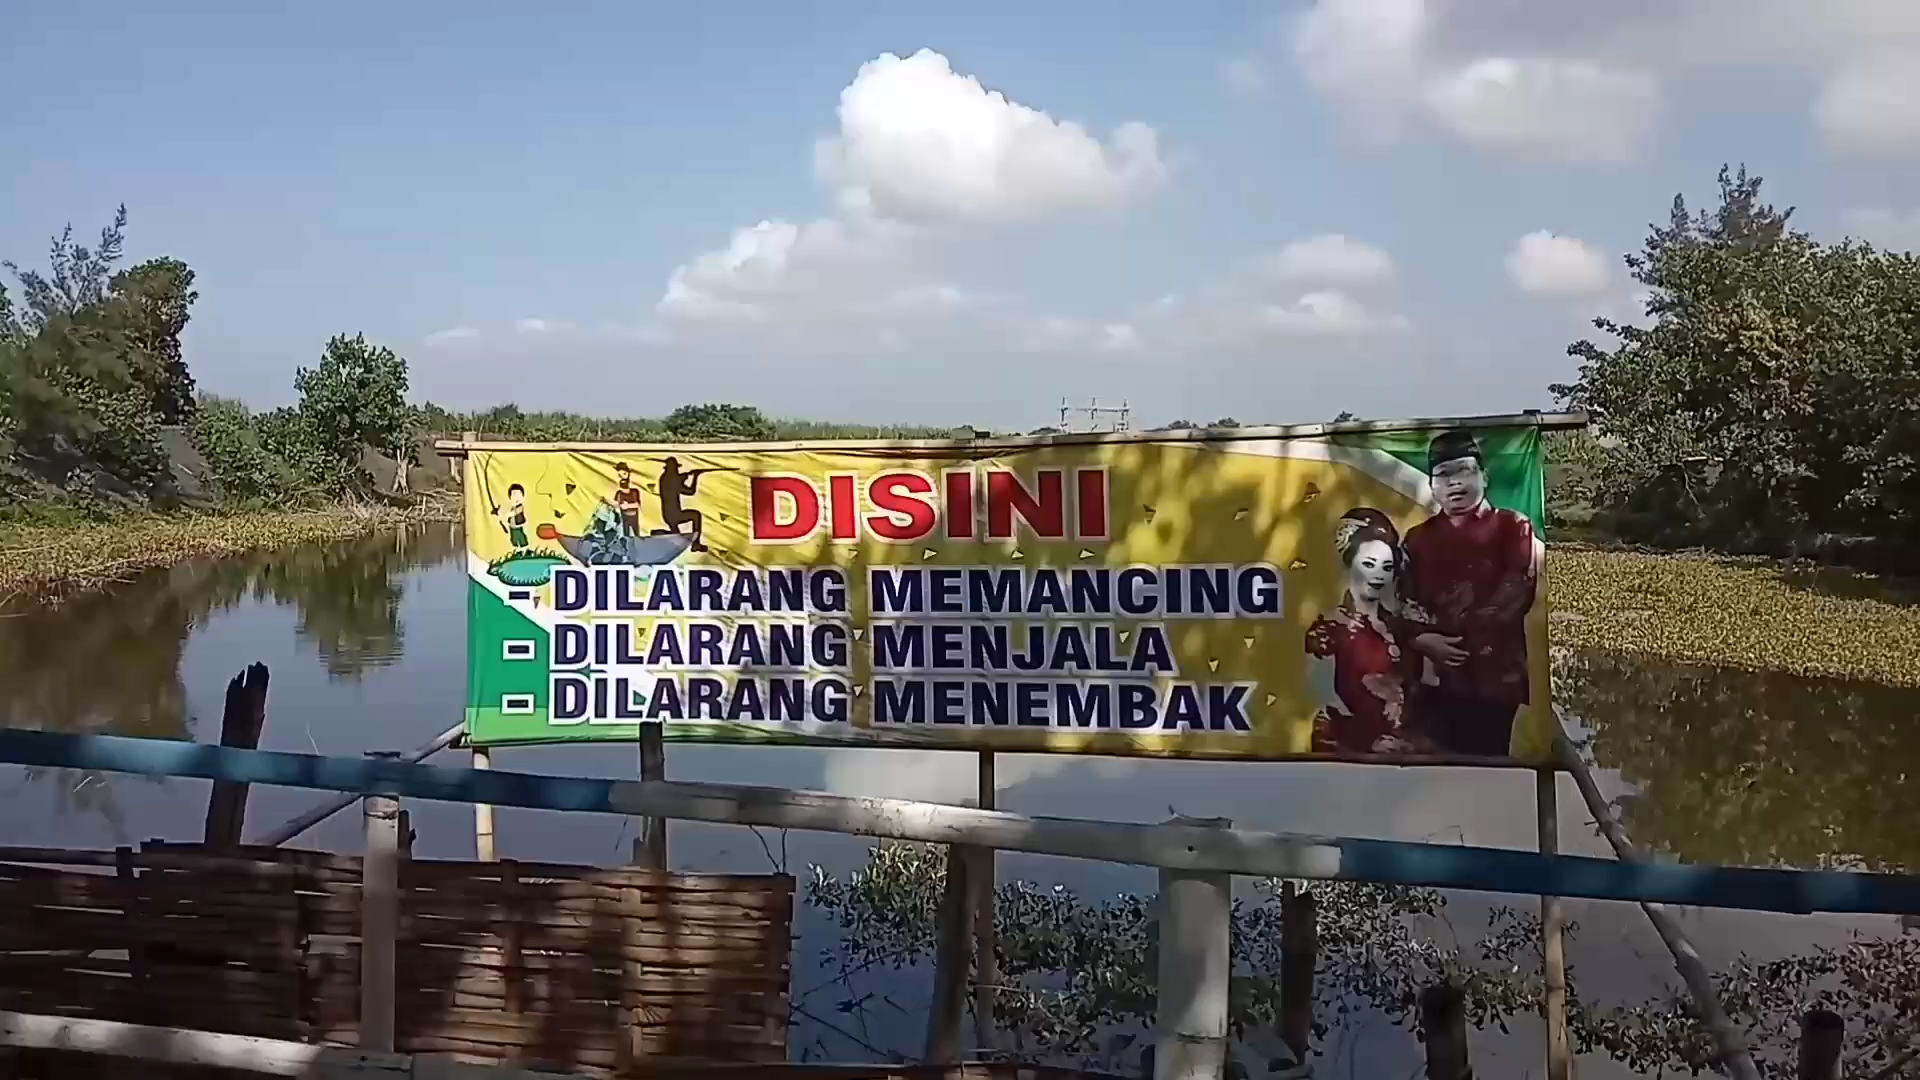 DISINI
- DILARANG MEMANCING
- DILARANG MENJALA
- DILARANG MENEMBAK